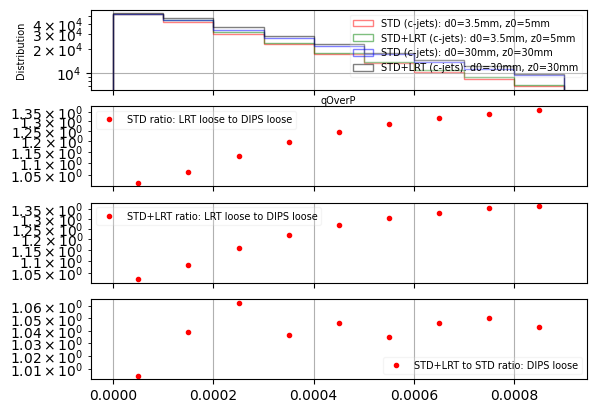 Distribution
4 × 10⁴
3 × 10⁴
2 × 10⁴
10⁴
STD (c-jets): d0=3.5mm, z0=5mm
STD+LRT (c-jets): d0=3.5mm, z0=5mm
STD (c-jets): d0=30mm, z0=30mm
STD+LRT (c-jets): d0=30mm, z0=30mm
qOverP
1.35 × 10⁰
1.3 × 10⁰
1.25 × 10⁰
1.2 × 10⁰
1.15 × 10⁰
1.1 × 10⁰
1.05 × 10⁰
STD ratio: LRT loose to DIPS loose
1.35 × 10⁰
1.3 × 10⁰
1.25 × 10⁰
1.2 × 10⁰
1.15 × 10⁰
1.1 × 10⁰
1.05 × 10⁰
STD+LRT ratio: LRT loose to DIPS loose
1.06 × 10⁰
1.05 × 10⁰
1.04 × 10⁰
1.03 × 10⁰
1.02 × 10⁰
1.01 × 10⁰
STD+LRT to STD ratio: DIPS loose
0.0000 0.0002 0.0004 0.0006 0.0008